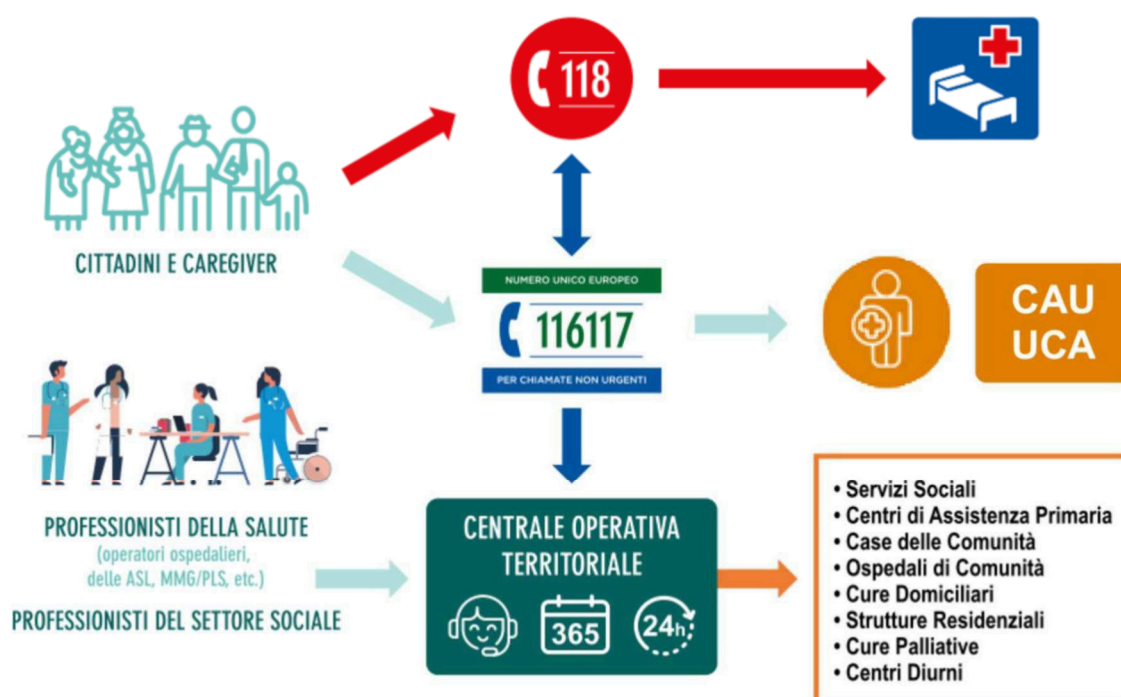 118
CITTADINI E CAREGIVER
NUMERO UNICO EUROPEO
116117
PER CHIAMATE NON URGENTI
CAU
UCA
PROFESSIONISTI DELLA SALUTE
(operatori ospedalieri,
delle ASL, MMG/PLS, etc.)
PROFESSIONISTI DEL SETTORE SOCIALE
CENTRALE OPERATIVA
TERRITORIALE
365
24h
• Servizi Sociali
• Centri di Assistenza Primaria
• Case delle Comunità
• Ospedali di Comunità
• Cure Domiciliari
• Strutture Residenziali
• Cure Palliative
• Centri Diurni